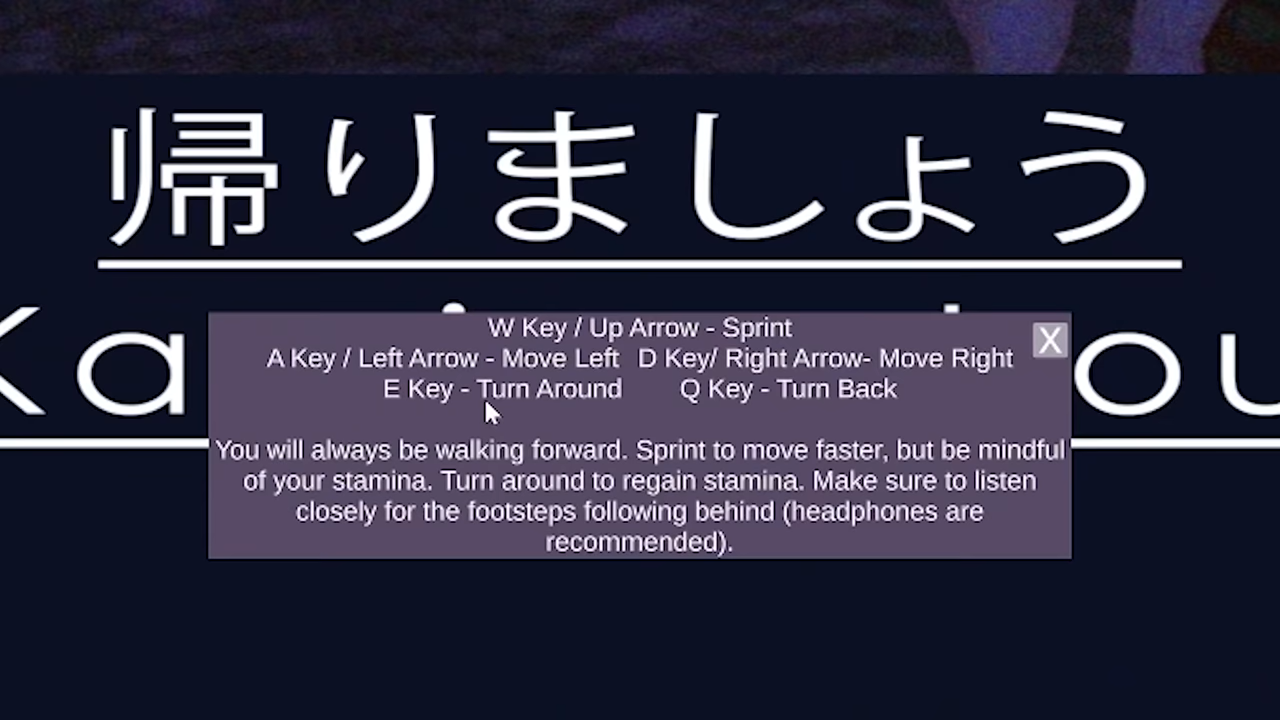 帰りましょう
Ka
ou
W Key / Up Arrow - Sprint
X
A Key / Left Arrow - Move Left D Key/ Right Arrow- Move Right
E Key - Turn Around Q Key - Turn Back
You will always be walking forward. Sprint to move faster, but be mindful
of your stamina. Turn around to regain stamina. Make sure to listen
closely for the footsteps following behind (headphones are
recommended).